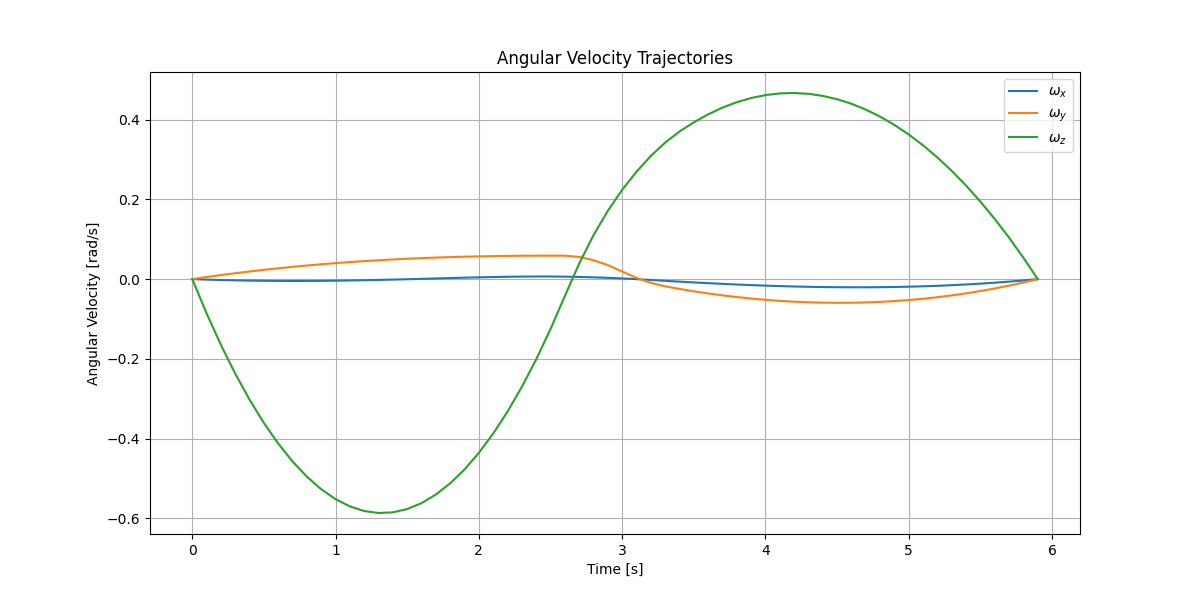 Angular Velocity Trajectories
ωx
ωy
ωz
Angular Velocity [rad/s]
0.4
0.2
0.0
−0.2
−0.4
−0.6
0 1 2 3 4 5 6
Time [s]